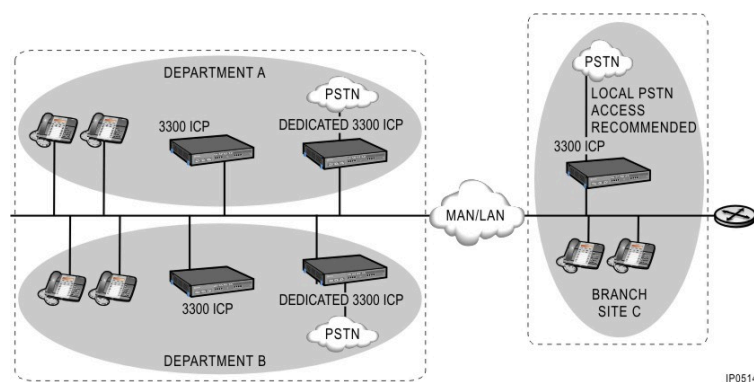 DEPARTMENT A
PSTN
3300 ICP
DEDICATED 3300 ICP
MAN/LAN
PSTN
LOCAL PSTN
ACCESS
RECOMMENDED
3300 ICP
BRANCH
SITE C
3300 ICP
DEDICATED 3300 ICP
PSTN
DEPARTMENT B
IP0514